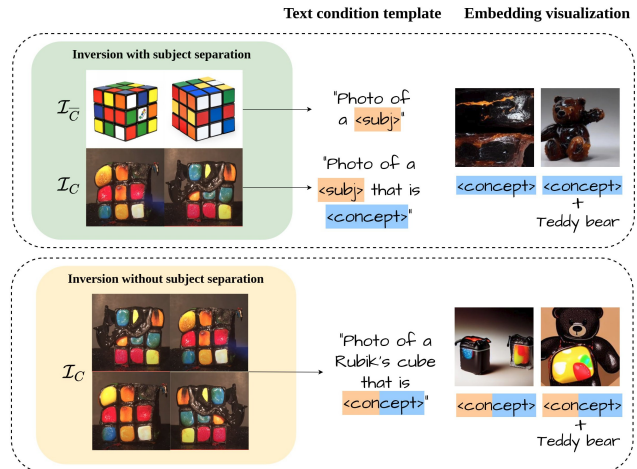 Text condition template
Embedding visualization
Inversion with subject separation
I_C̅
"Photo of
a <subj>"
I_C
"Photo of a
<subj> that is
<concept>"
<concept>
<concept>
+
Teddy bear
Inversion without subject separation
I_C
"Photo of a
Rubik's cube
that is
<concept>"
<concept>
<concept>
+
Teddy bear